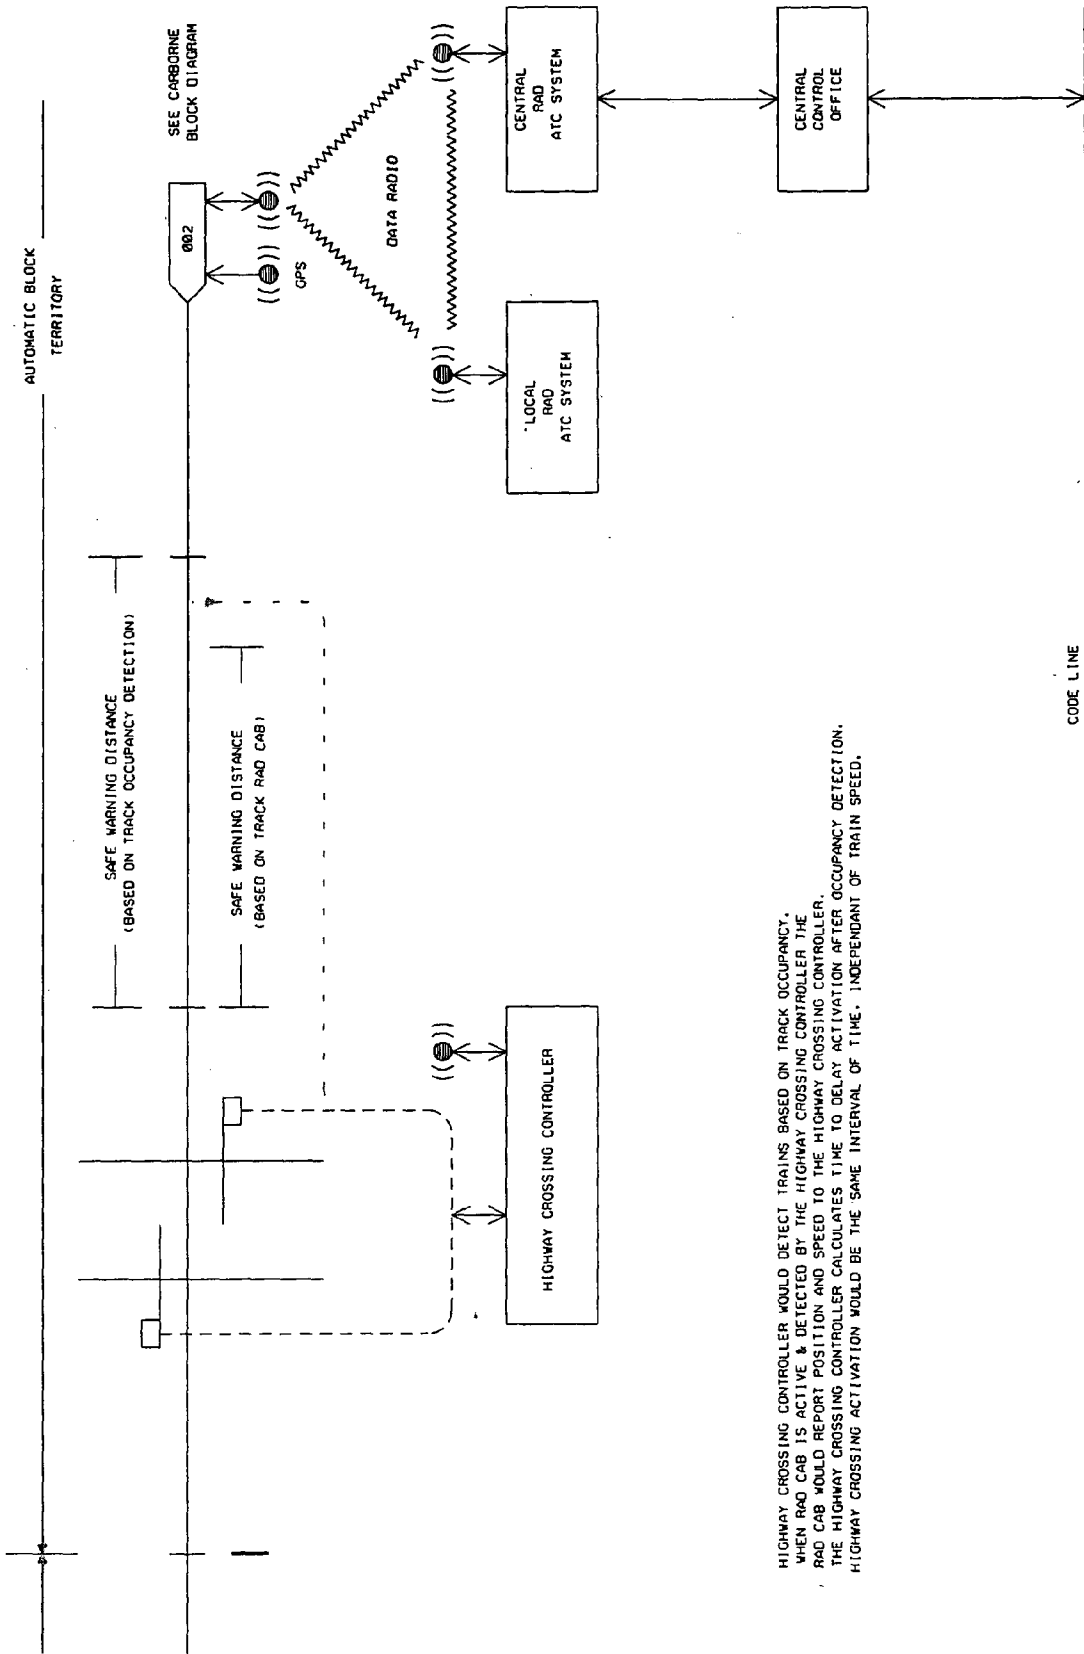 AUTOMATIC BLOCK
TERRITORY
SEE CARBORNE
BLOCK DIAGRAM
002
GPS
SAFE WARNING DISTANCE
(BASED ON TRACK OCCUPANCY DETECTION)
SAFE WARNING DISTANCE
(BASED ON TRACK RAD CAB)
DATA RADIO
HIGHWAY CROSSING CONTROLLER
LOCAL
RAD
ATC SYSTEM
CENTRAL
RAD
ATC SYSTEM
CENTRAL
CONTROL
OFFICE
HIGHWAY CROSSING CONTROLLER WOULD DETECT TRAINS BASED ON TRACK OCCUPANCY.
WHEN RAD CAB IS ACTIVE & DETECTED BY THE HIGHWAY CROSSING CONTROLLER THE
RAD CAB WOULD REPORT POSITION AND SPEED TO THE HIGHWAY CROSSING CONTROLLER.
THE HIGHWAY CROSSING CONTROLLER CALCULATES TIME TO DELAY ACTIVATION AFTER OCCUPANCY DETECTION.
HIGHWAY CROSSING ACTIVATION WOULD BE THE SAME INTERVAL OF TIME, INDEPENDANT OF TRAIN SPEED.
CODE LINE